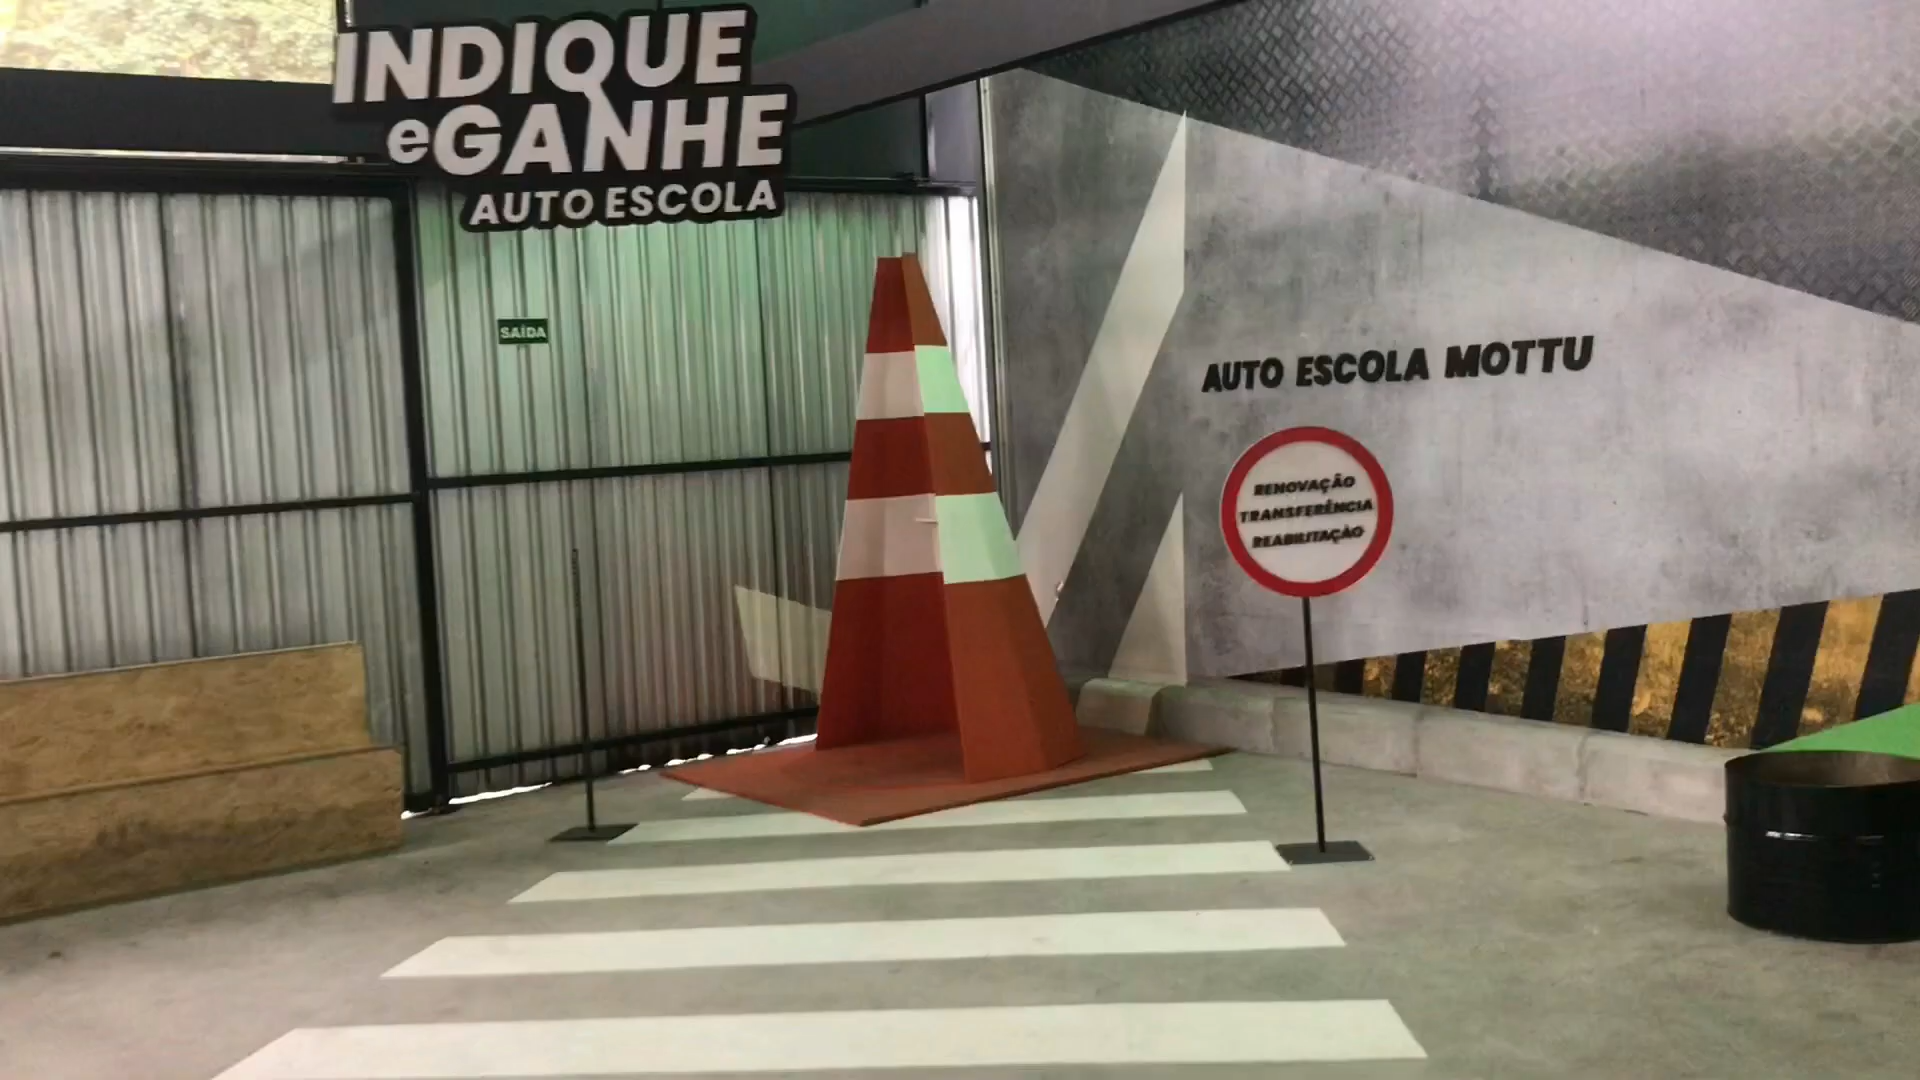 INDIQUE
eGANHE
AUTO ESCOLA
SAÍDA
AUTO ESCOLA MOTTU
RENOVAÇÃO
TRANSFERÊNCIA
REABILITAÇÃO